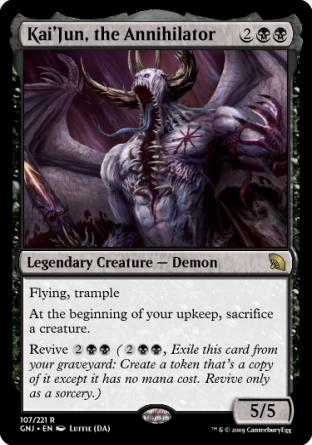 Kai'Jun, the Annihilator 2
Legendary Creature — Demon
Flying, trample
At the beginning of your upkeep, sacrifice
a creature.
Revive 2 ( 2 , Exile this card from
your graveyard: Create a token that's a copy
of it except it has no mana cost. Revive only
as a sorcery.)
5/5
107/221 R
GNJ • EN LUFFIE (DA)
™ & © 2019 CanterburyEgg